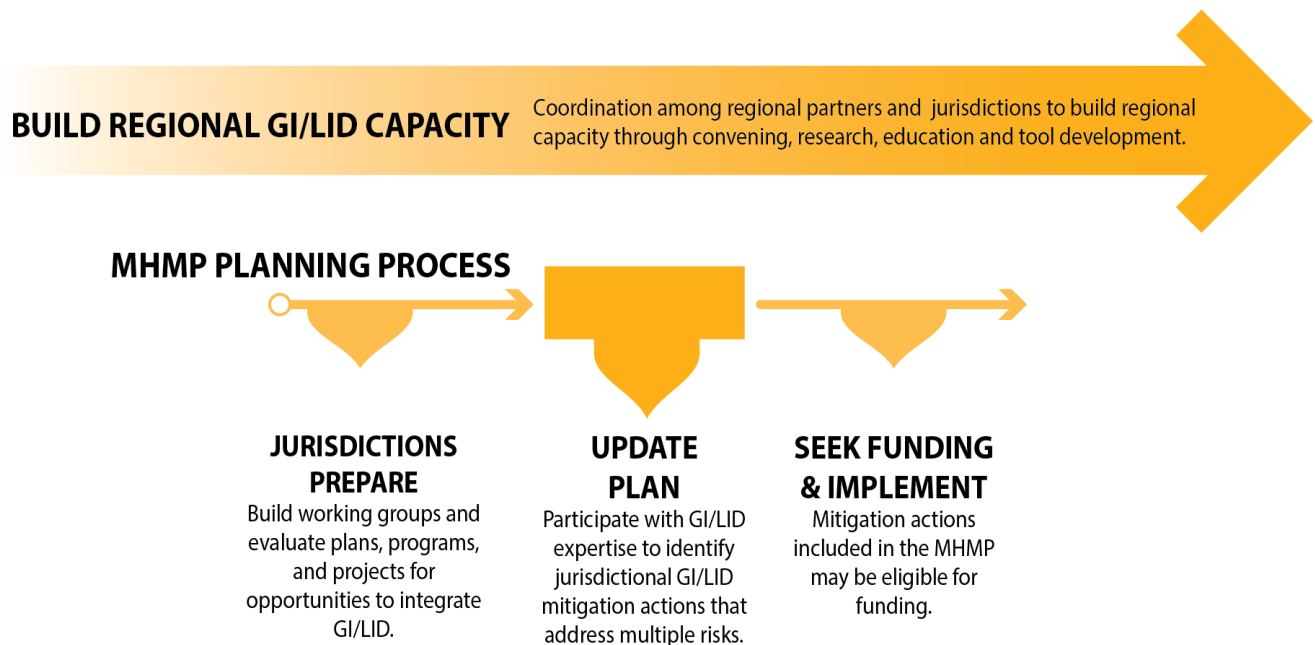 BUILD REGIONAL GI/LID CAPACITY
Coordination among regional partners and jurisdictions to build regional
capacity through convening, research, education and tool development.
MHMP PLANNING PROCESS
JURISDICTIONS
PREPARE
Build working groups and
evaluate plans, programs,
and projects for
opportunities to integrate
GI/LID.
UPDATE
PLAN
Participate with GI/LID
expertise to identify
jurisdictional GI/LID
mitigation actions that
address multiple risks.
SEEK FUNDING
& IMPLEMENT
Mitigation actions
included in the MHMP
may be eligible for
funding.